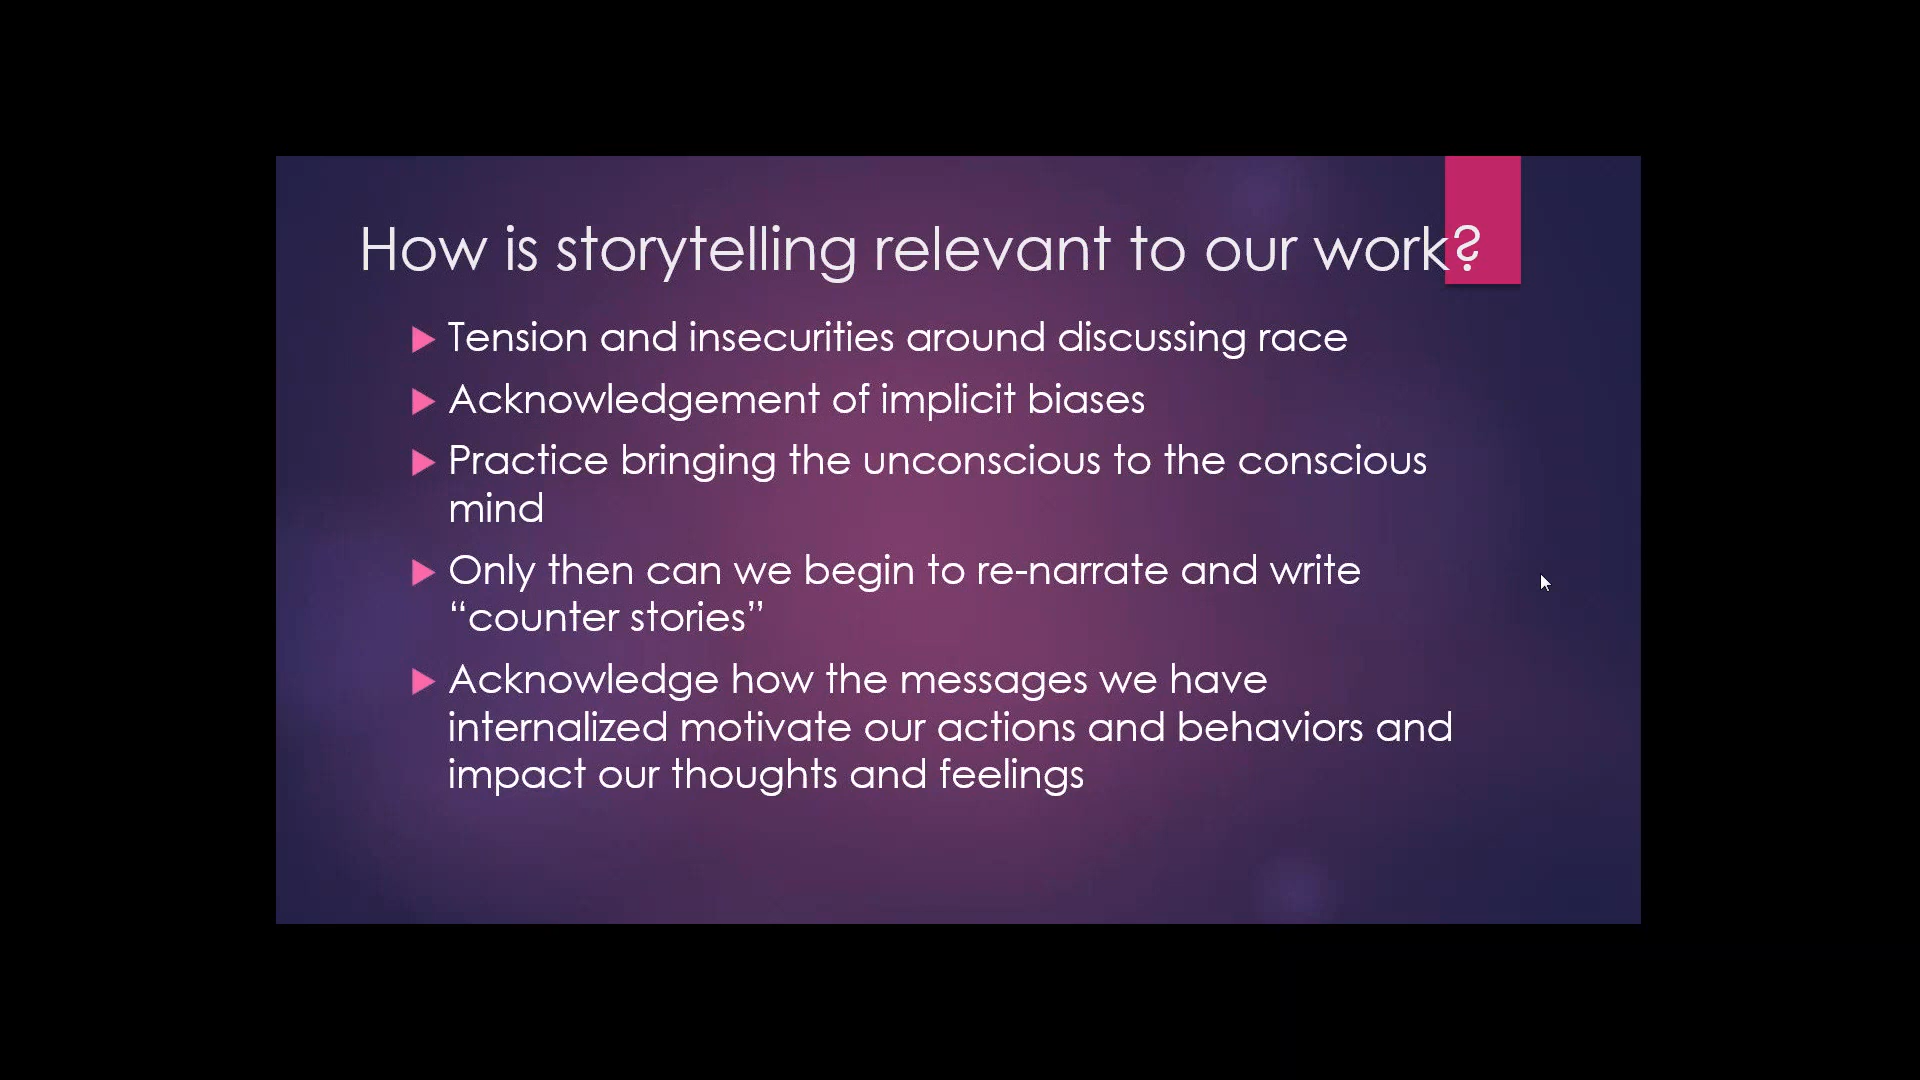 How is storytelling relevant to our work?
Tension and insecurities around discussing race
Acknowledgement of implicit biases
Practice bringing the unconscious to the conscious
mind
Only then can we begin to re-narrate and write
“counter stories”
Acknowledge how the messages we have
internalized motivate our actions and behaviors and
impact our thoughts and feelings